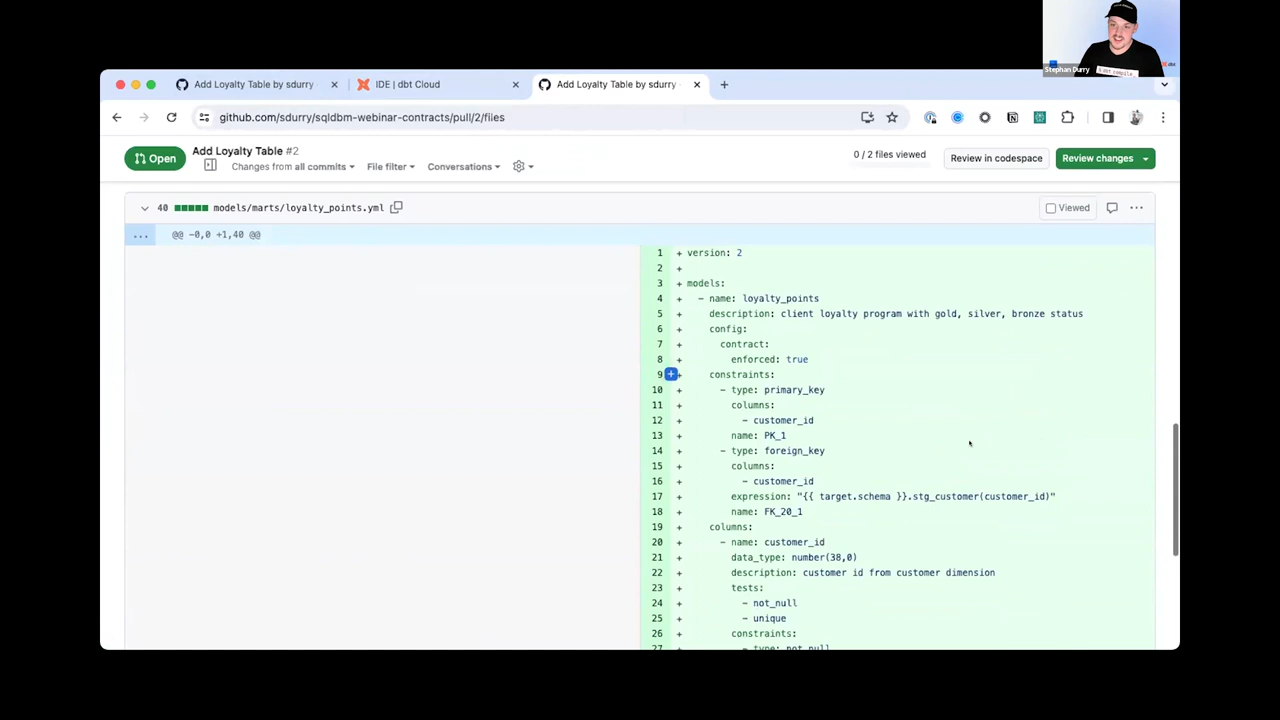 Stephan Durry
dbt
Add Loyalty Table by sdurry
IDE | dbt Cloud
Add Loyalty Table by sdurry
github.com/sdurry/sqldbm-webinar-contracts/pull/2/files
Open
Add Loyalty Table #2
Changes from all commits
File filter
Conversations
0 / 2 files viewed
Review in codespace
Review changes
40 models/marts/loyalty_points.yml
Viewed
... @@ -0,0 +1,40 @@
1 + version: 2
2 +
3 + models:
4 + - name: loyalty_points
5 + description: client loyalty program with gold, silver, bronze status
6 + config:
7 + contract:
8 + enforced: true
9 + constraints:
10 + - type: primary_key
11 + columns:
12 + - customer_id
13 + name: PK_1
14 + - type: foreign_key
15 + columns:
16 + - customer_id
17 + expression: "{{ target.schema }}.stg_customer(customer_id)"
18 + name: FK_20_1
19 + columns:
20 + - name: customer_id
21 + data_type: number(38,0)
22 + description: customer id from customer dimension
23 + tests:
24 + - not_null
25 + - unique
26 + constraints:
27 + - type: not_null